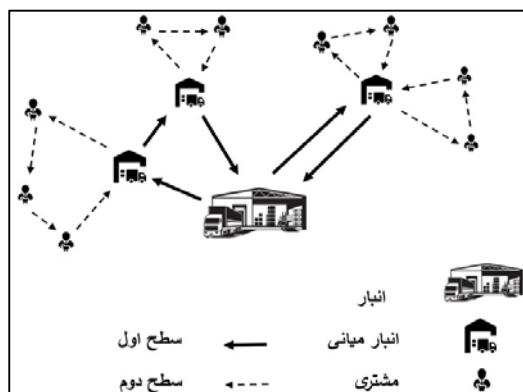 انبار
انبار میانی
سطح اول
مشتری
سطح دوم